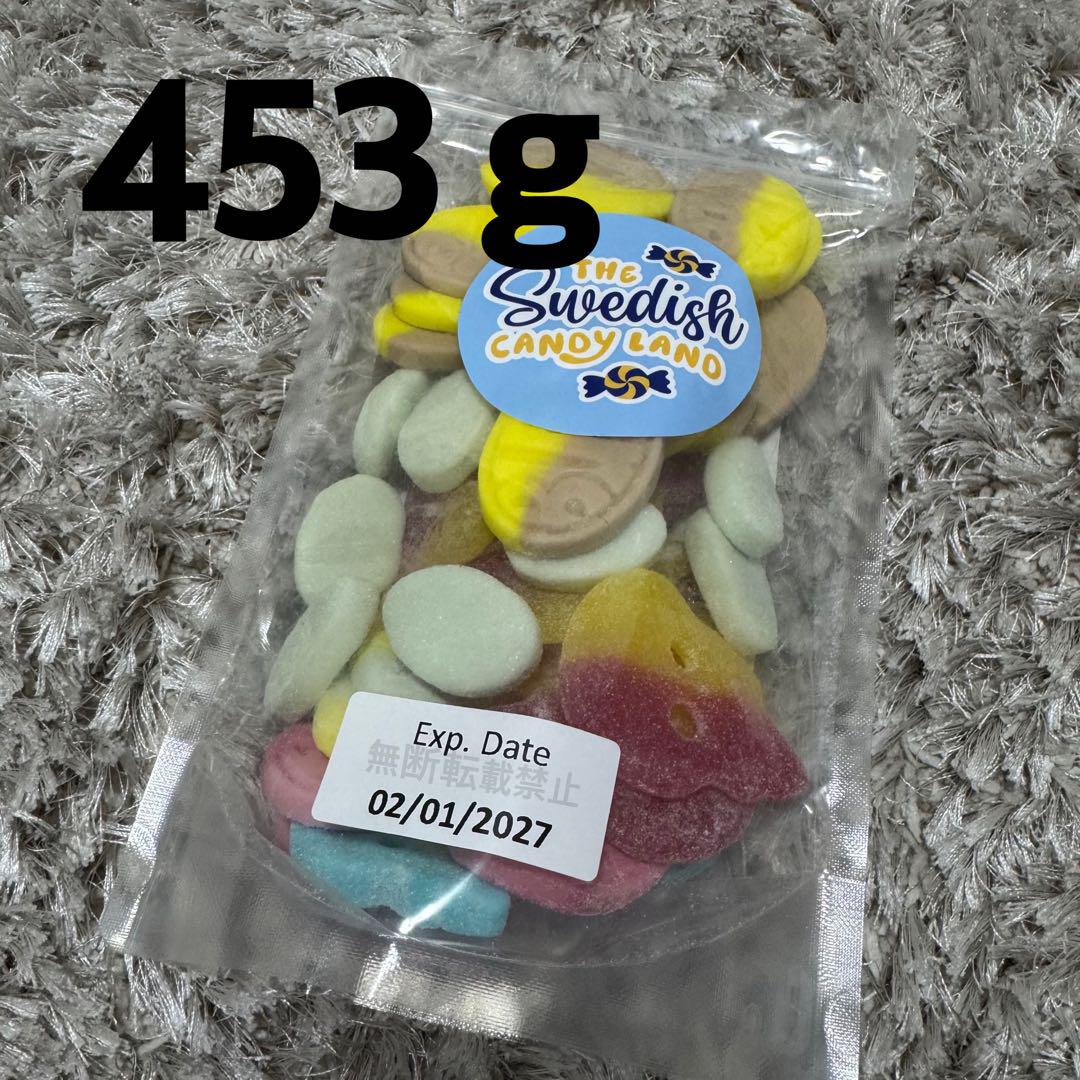 453 g
THE
Swedish
CANDY LAND
Exp. Date
無断転載禁止
02/01/2027